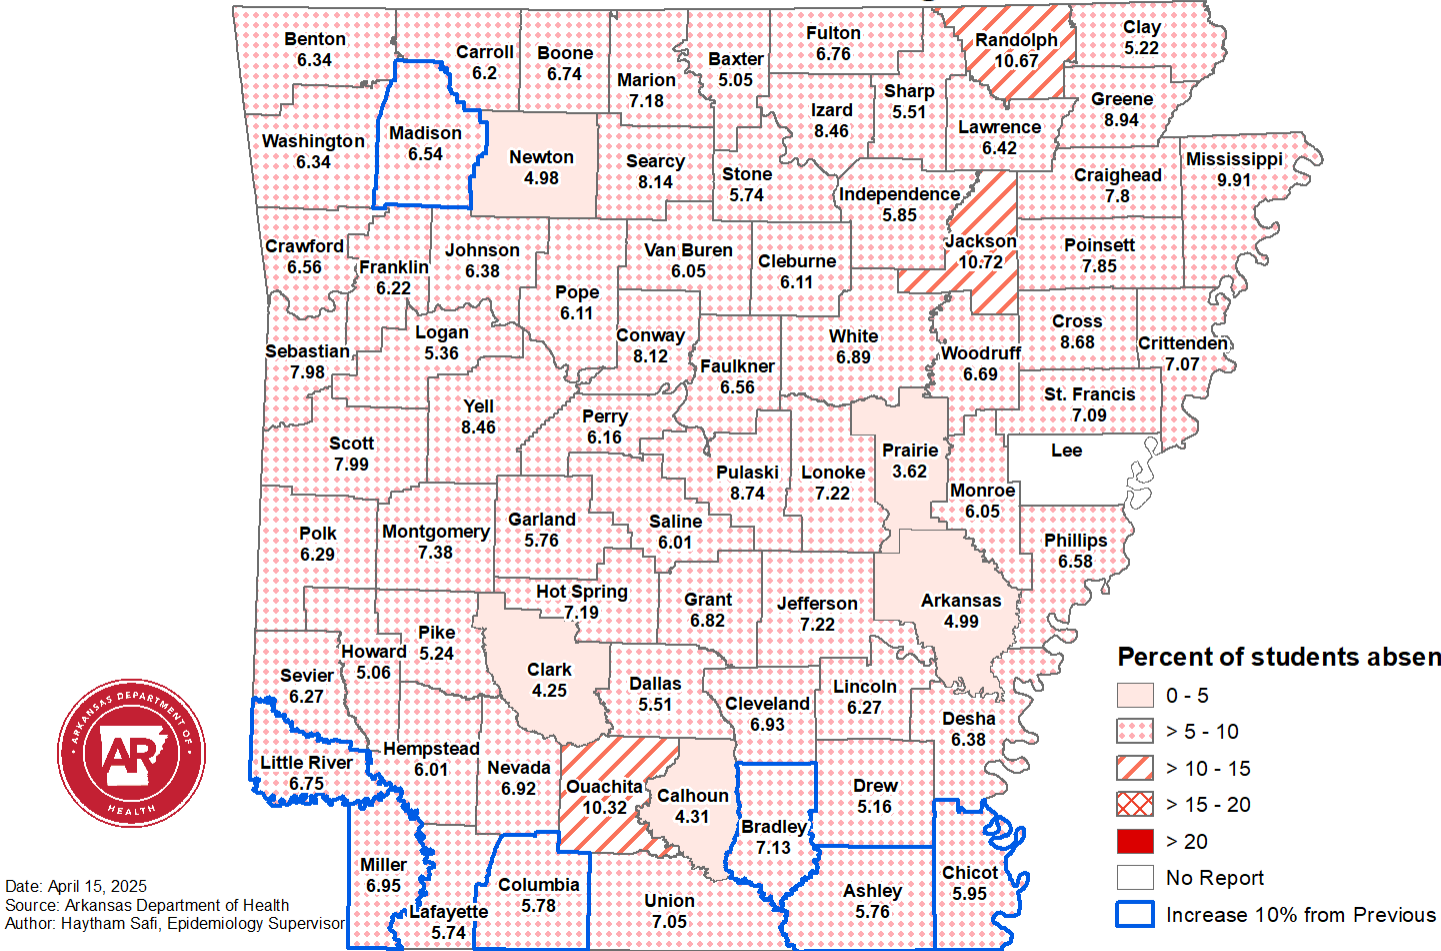 Benton
6.34
Carroll
6.2
Boone
6.74
Marion
7.18
Baxter
5.05
Fulton
6.76
Sharp
5.51
Randolph
10.67
Clay
5.22
Greene
8.94
Washington
6.34
Madison
6.54
Newton
4.98
Searcy
8.14
Stone
5.74
Izard
8.46
Lawrence
6.42
Independence
5.85
Craighead
7.8
Mississippi
9.91
Crawford
6.56
Franklin
6.22
Johnson
6.38
Pope
6.11
Van Buren
6.05
Cleburne
6.11
Jackson
10.72
Poinsett
7.85
Sebastian
7.98
Logan
5.36
Conway
8.12
Faulkner
6.56
White
6.89
Woodruff
6.69
Cross
8.68
Crittenden
7.07
St. Francis
7.09
Scott
7.99
Yell
8.46
Perry
6.16
Pulaski
8.74
Lonoke
7.22
Prairie
3.62
Monroe
6.05
Lee
Phillips
6.58
Polk
6.29
Montgomery
7.38
Garland
5.76
Saline
6.01
Hot Spring
7.19
Grant
6.82
Jefferson
7.22
Arkansas
4.99
Sevier
6.27
Howard
5.06
Pike
5.24
Clark
4.25
Dallas
5.51
Cleveland
6.93
Lincoln
6.27
Desha
6.38
Little River
6.75
Hempstead
6.01
Nevada
6.92
Ouachita
10.32
Calhoun
4.31
Bradley
7.13
Drew
5.16
Miller
6.95
Lafayette
5.74
Columbia
5.78
Union
7.05
Ashley
5.76
Chicot
5.95
Percent of students absen
0 - 5
> 5 - 10
> 10 - 15
> 15 - 20
> 20
No Report
Increase 10% from Previous
ARKANSAS DEPARTMENT OF
AR
HEALTH
Date: April 15, 2025
Source: Arkansas Department of Health
Author: Haytham Safi, Epidemiology Supervisor